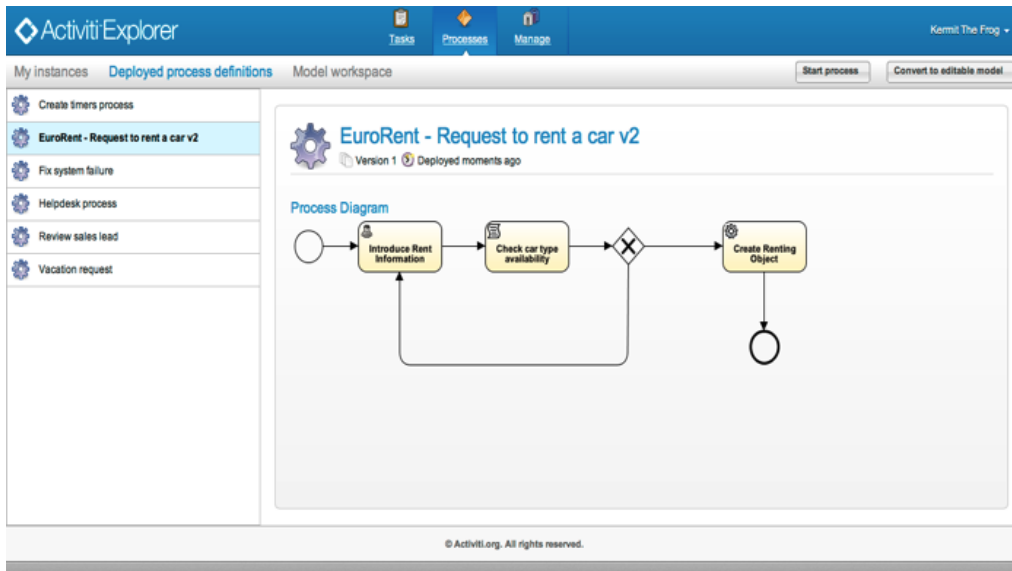 Activiti Explorer
Tasks
Processes
Manage
Kermit The Frog
My instances
Deployed process definitions
Model workspace
Start process
Convert to editable model
Create timers process
EuroRent - Request to rent a car v2
Fix system failure
Helpdesk process
Review sales lead
Vacation request
EuroRent - Request to rent a car v2
Version 1
Deployed moments ago
Process Diagram
Introduce Rent
Information
Check car type
availability
Create Renting
Object
© Activiti.org. All rights reserved.